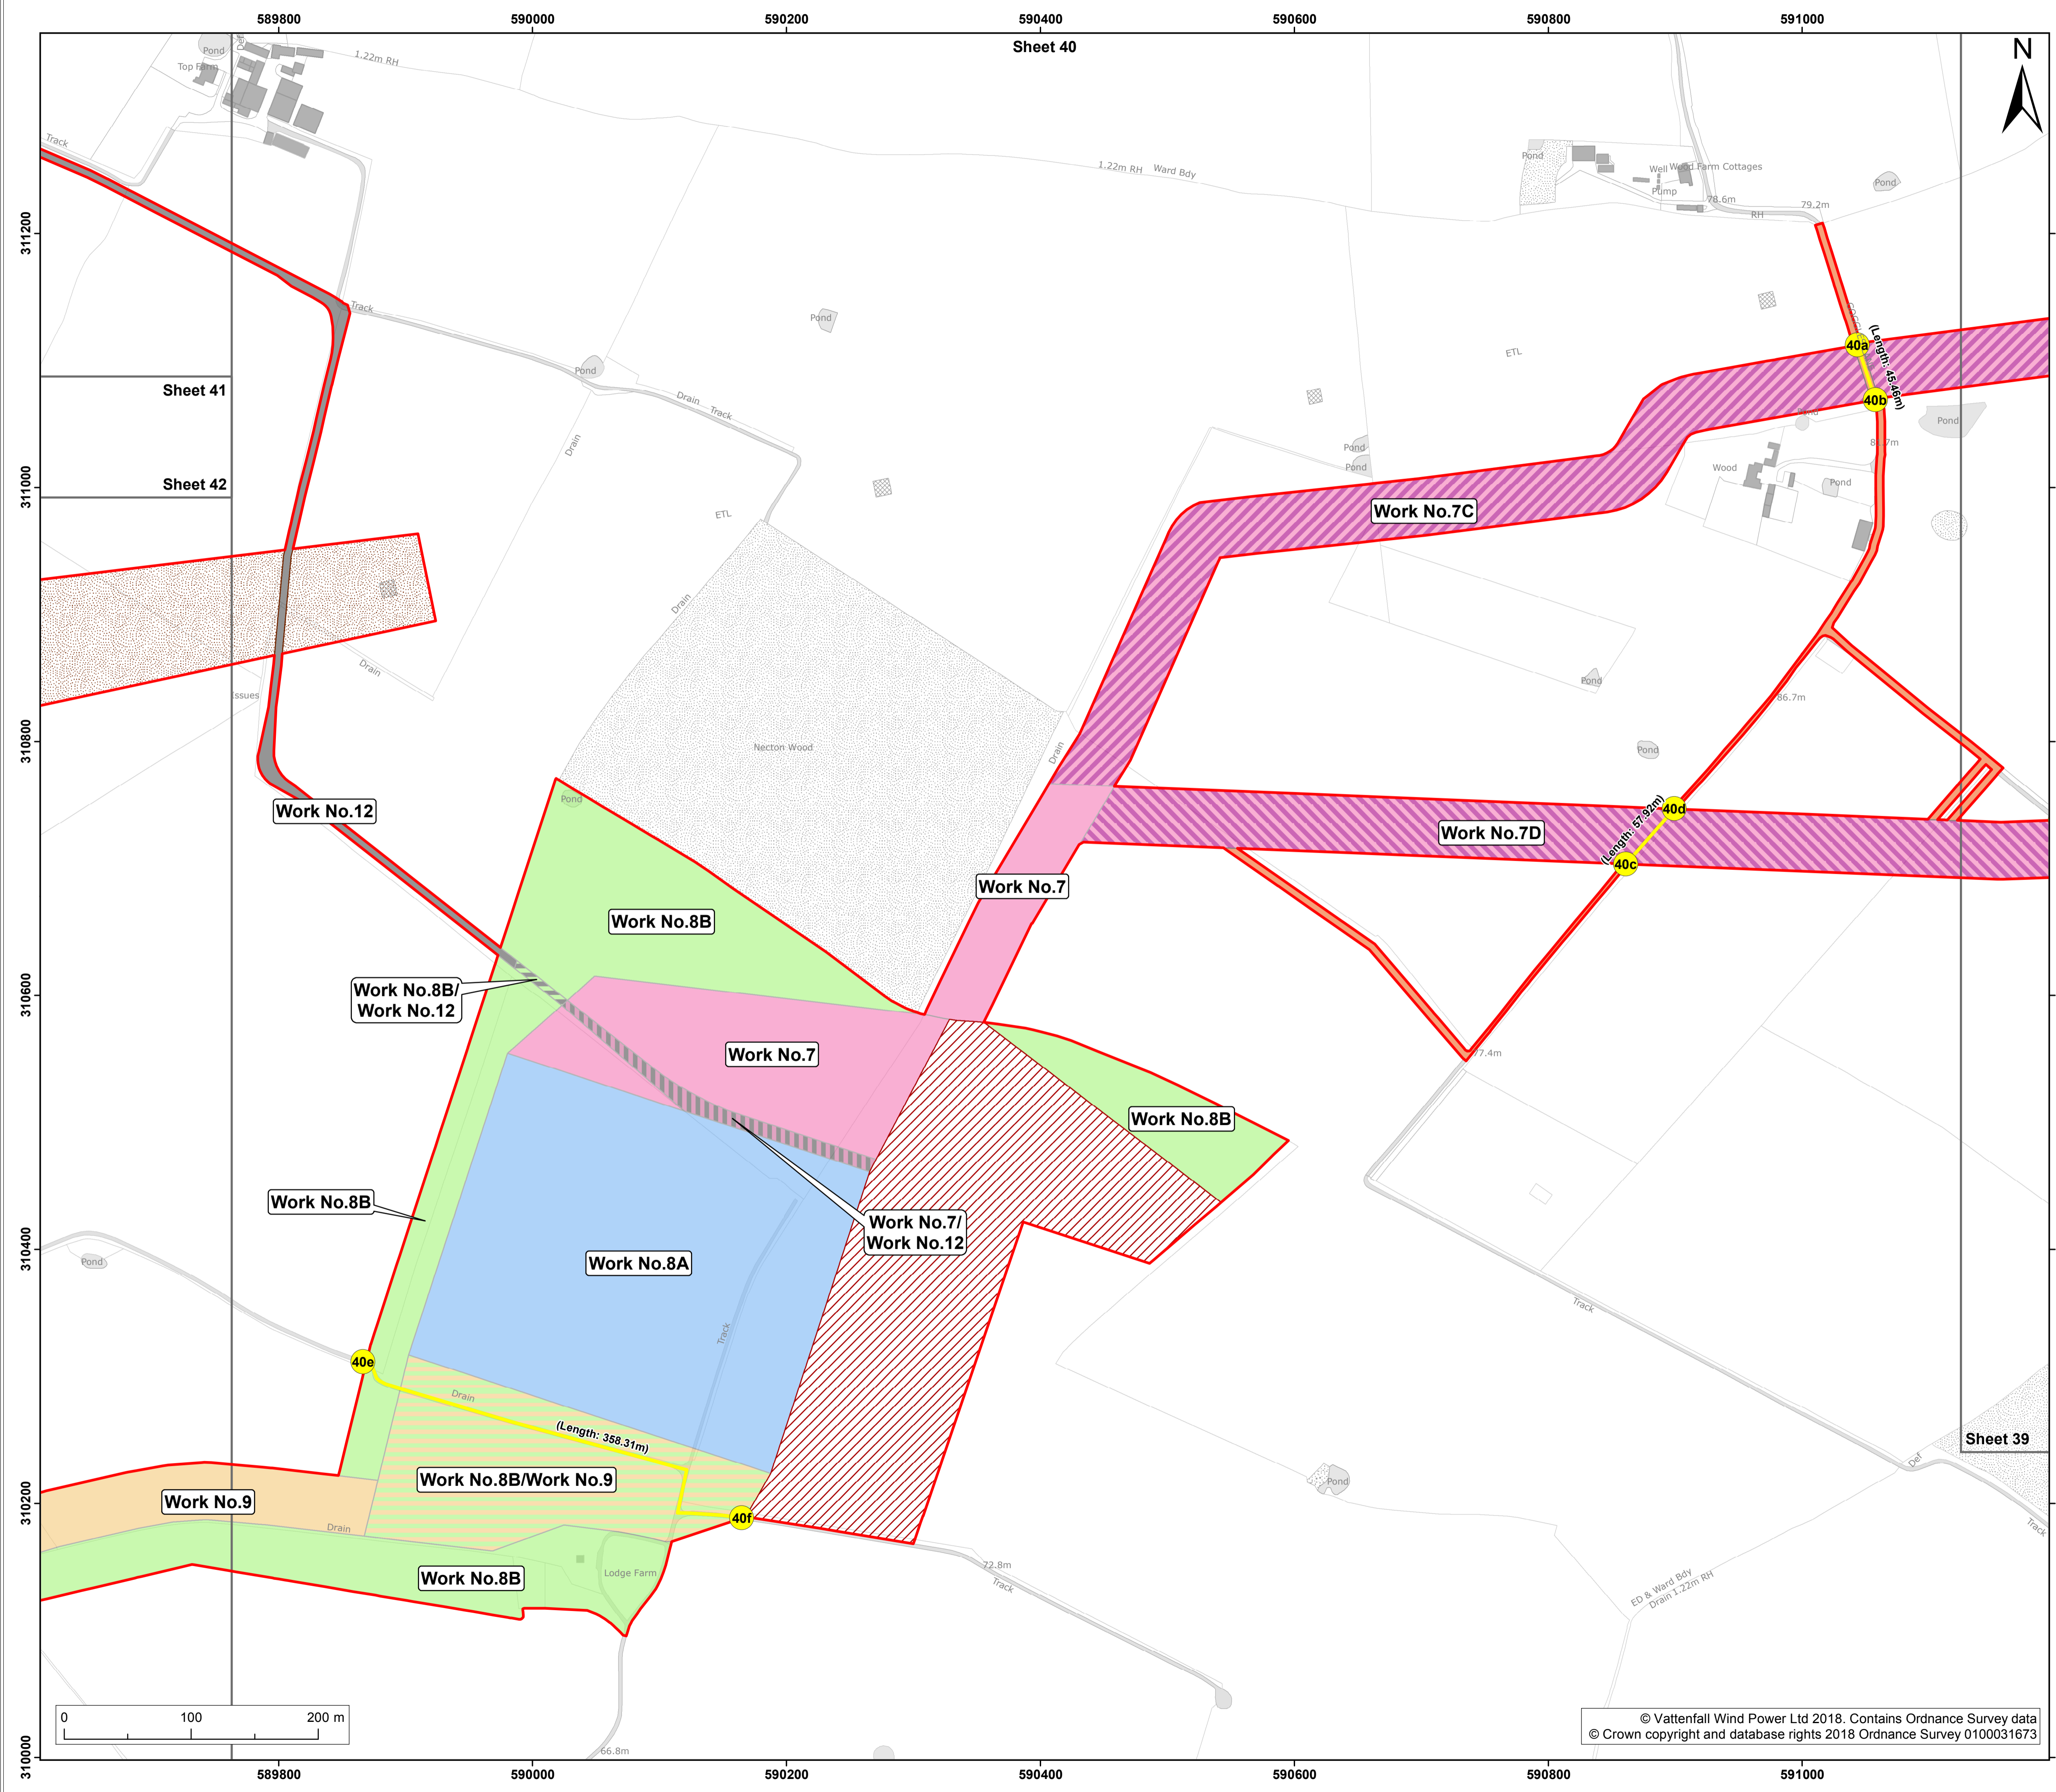 589800
590000
590200
590400
590600
590800
591000
Sheet 40
N
Pond
Def
Top Farm
1.22m RH
Track
1.22m RH
Ward Bdy
Pond
Well
Wood Farm Cottages
Pump
Pond
78.6m
79.2m
RH
311200
Track
Pond
ETL
40a
(Length: 45.46m)
Pond
Sheet 41
Drain
Track
40b
Pond
Pond
Drain
Pond
Pond
Wood
Sheet 42
311000
Pond
ETL
Work No.7C
Drain
Drain
Issues
Pond
86.7m
Necton Wood
Drain
Pond
310800
Pond
Work No.12
40d
(Length: 57.92m)
Work No.7D
40c
Work No.7
Work No.8B
Work No.8B/
Work No.12
310600
Work No.7
77.4m
Work No.8B
Work No.8B
Work No.7/
Work No.12
310400
Pond
Work No.8A
Track
Track
40e
Drain
(Length: 358.31m)
Sheet 39
Def
Work No.8B/Work No.9
Pond
Work No.9
310200
40f
Drain
Track
72.8m
Lodge Farm
Track
Work No.8B
ED & Ward Bdy
Drain 1.22m RH
0
100
200 m
66.8m
© Vattenfall Wind Power Ltd 2018. Contains Ordnance Survey data
© Crown copyright and database rights 2018 Ordnance Survey 0100031673
310000
589800
590000
590200
590400
590600
590800
591000